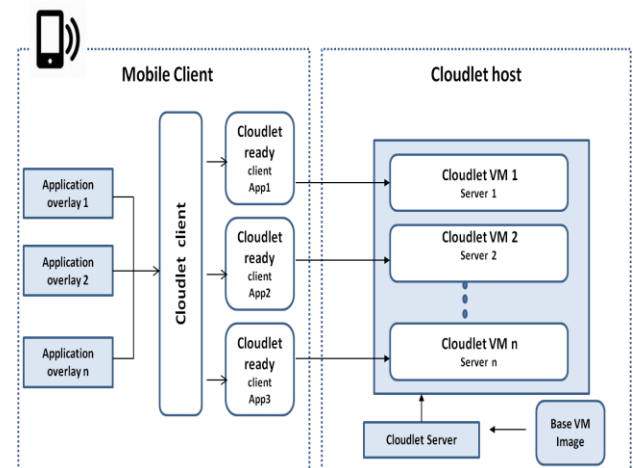 Mobile Client
Cloudlet host
Application
overlay 1
Application
overlay 2
Application
overlay n
Cloudlet client
Cloudlet
ready
client
App1
Cloudlet
ready
client
App2
Cloudlet
ready
client
App3
Cloudlet VM 1
Server 1
Cloudlet VM 2
Server 2
Cloudlet VM n
Server n
Cloudlet Server
Base VM
Image